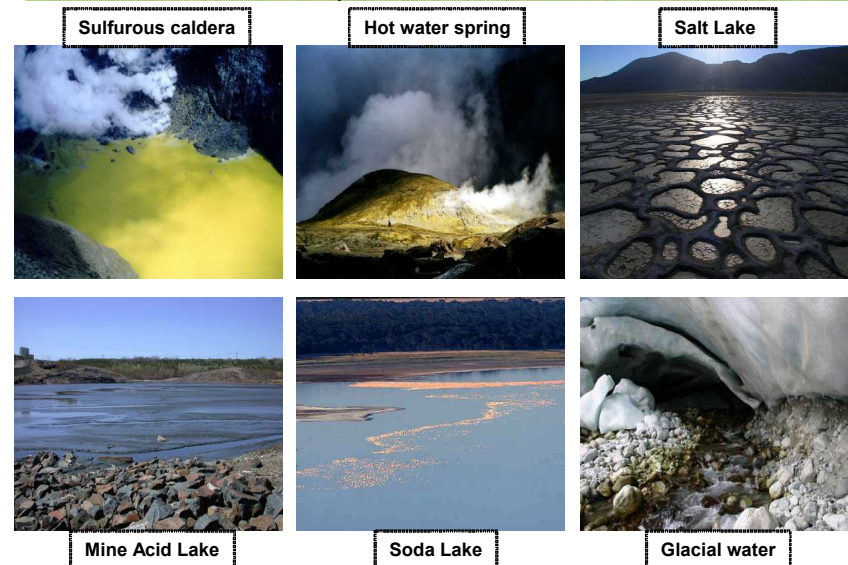 Sulfurous caldera
Hot water spring
Salt Lake
Mine Acid Lake
Soda Lake
Glacial water